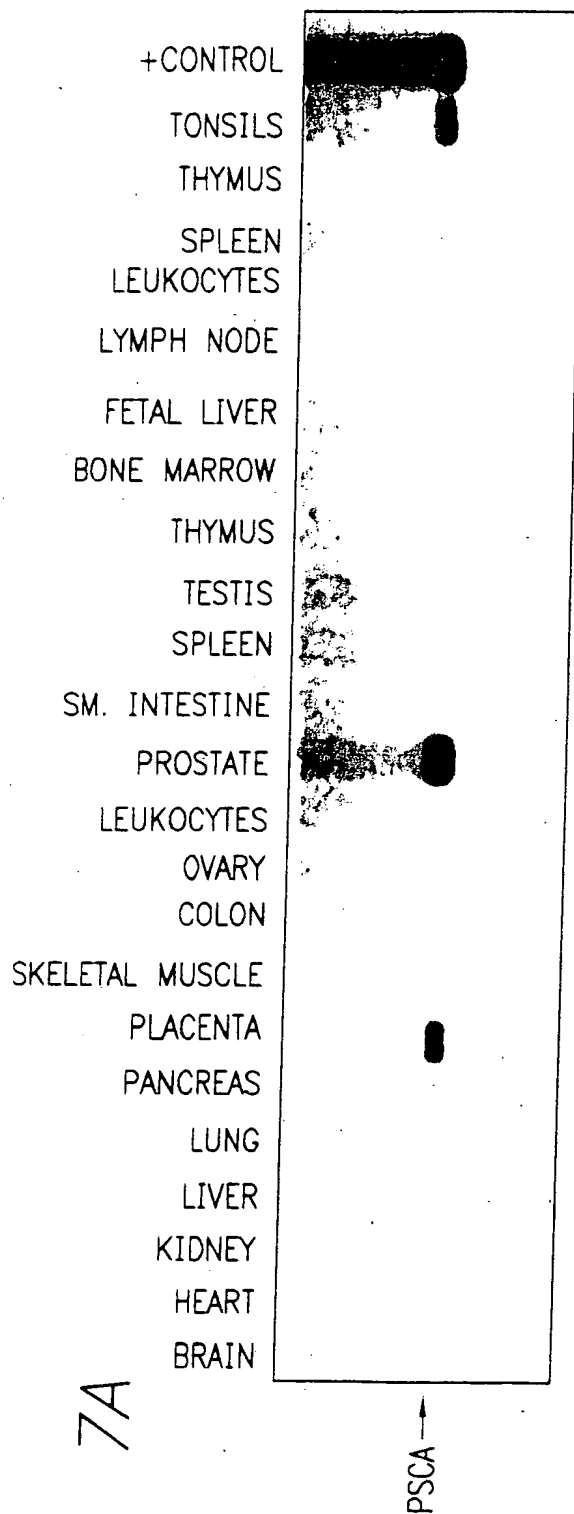 +CONTROL
TONSILS
THYMUS
SPLEEN
LEUKOCYTES
LYMPH NODE
FETAL LIVER
BONE MARROW
THYMUS
TESTIS
SPLEEN
SM. INTESTINE
PROSTATE
LEUKOCYTES
OVARY
COLON
SKELETAL MUSCLE
PLACENTA
PANCREAS
LUNG
LIVER
KIDNEY
HEART
BRAIN
7A
PSCA